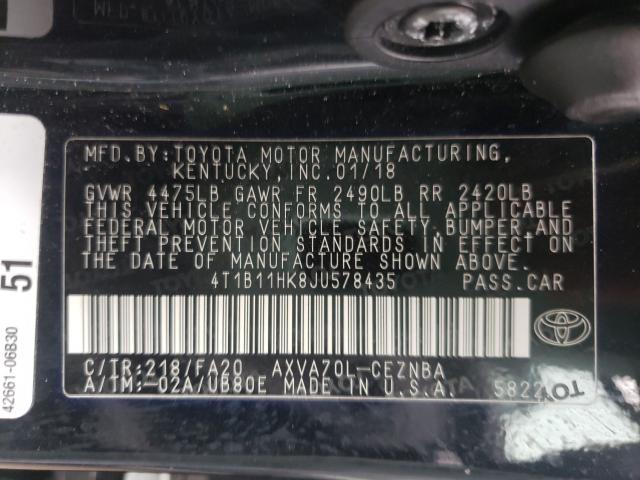 MFD BY:TOYOTA MOTOR MANUFACTURING,
KENTUCKY,INC.01/18
GVWR 4475LB GAWR FR 2490LB RR 2420LB
THIS VEHICLE CONFORMS TO ALL APPLICABLE
FEDERAL MOTOR VEHICLE SAFETY,BUMPER,AND
THEFT PREVENTION STANDARDS IN EFFECT ON
THE DATE OF MANUFACTURE SHOWN ABOVE.
4T1B11HK8JU578435 PASS.CAR
C/TR:218/FA20 AXVA70L-CEZNBA
A/TM:-02A/UB80E MADE IN U.S.A. 5822
TOYOTA
51
42661-06B30